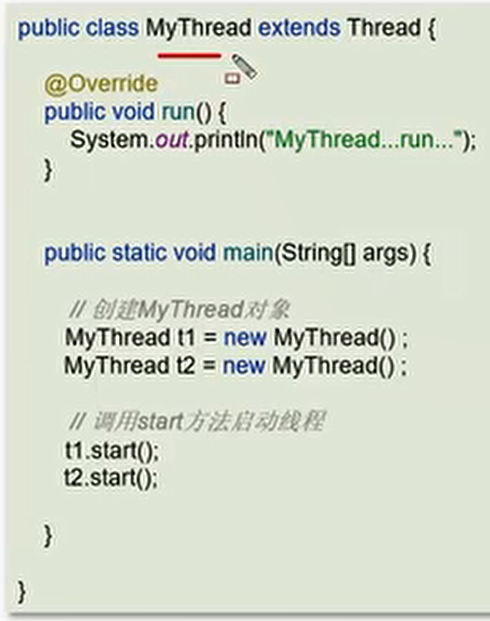 public class MyThread extends Thread {
@Override
public void run() {
System.out.println("MyThread...run...");
}
public static void main(String[] args) {
// 创建MyThread对象
MyThread t1 = new MyThread() ;
MyThread t2 = new MyThread() ;
// 调用start方法启动线程
t1.start();
t2.start();
}
}